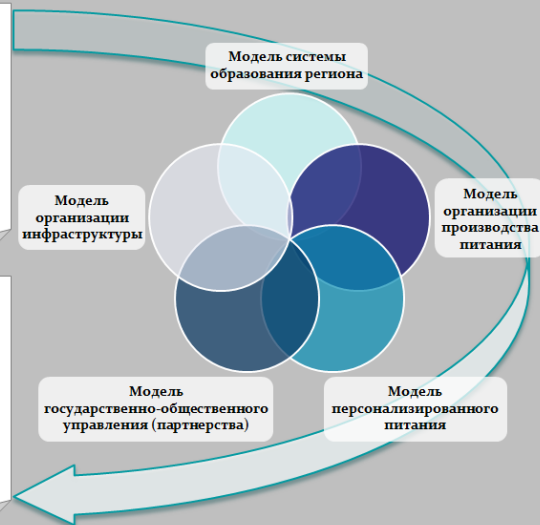 Модель системы
образования региона
Модель
организации
инфраструктуры
Модель
организации
производства
питания
Модель
государственно-общественного
управления (партнерства)
Модель
персонализированного
питания